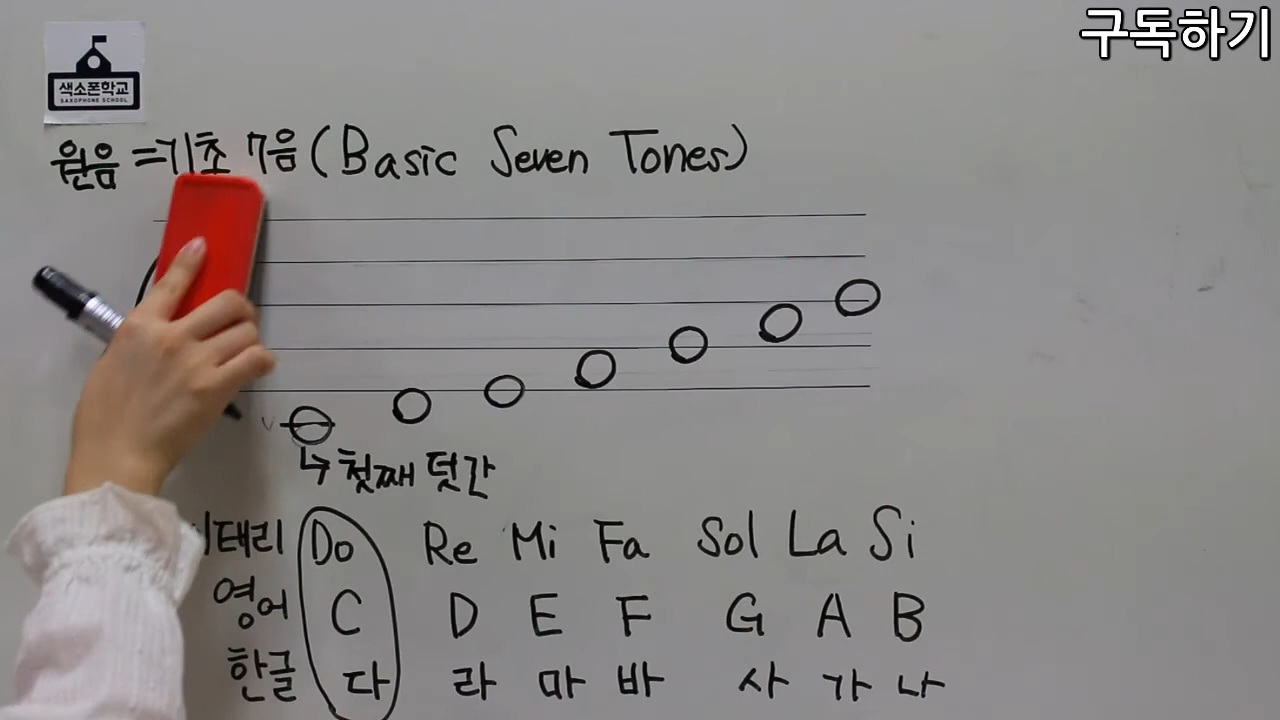 구독하기
색소폰학교
SAXOPHONE SCHOOL
원음 =기초 7음 (Basic Seven Tones)
↳ 첫째 덧간
이태리 Do Re Mi Fa Sol La Si
영어 C D E F G A B
한글 다 라 마 바 사 가 나